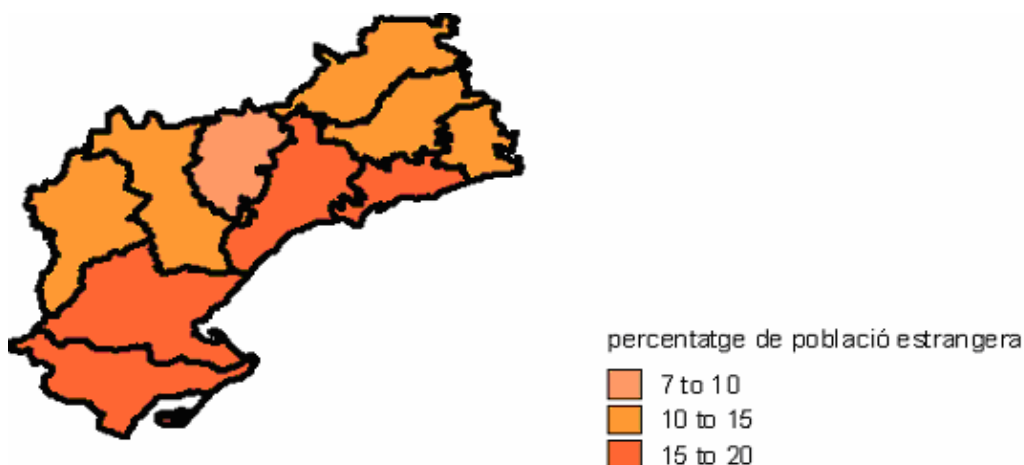 percentatge de població estrangera
7 to 10
10 to 15
15 to 20